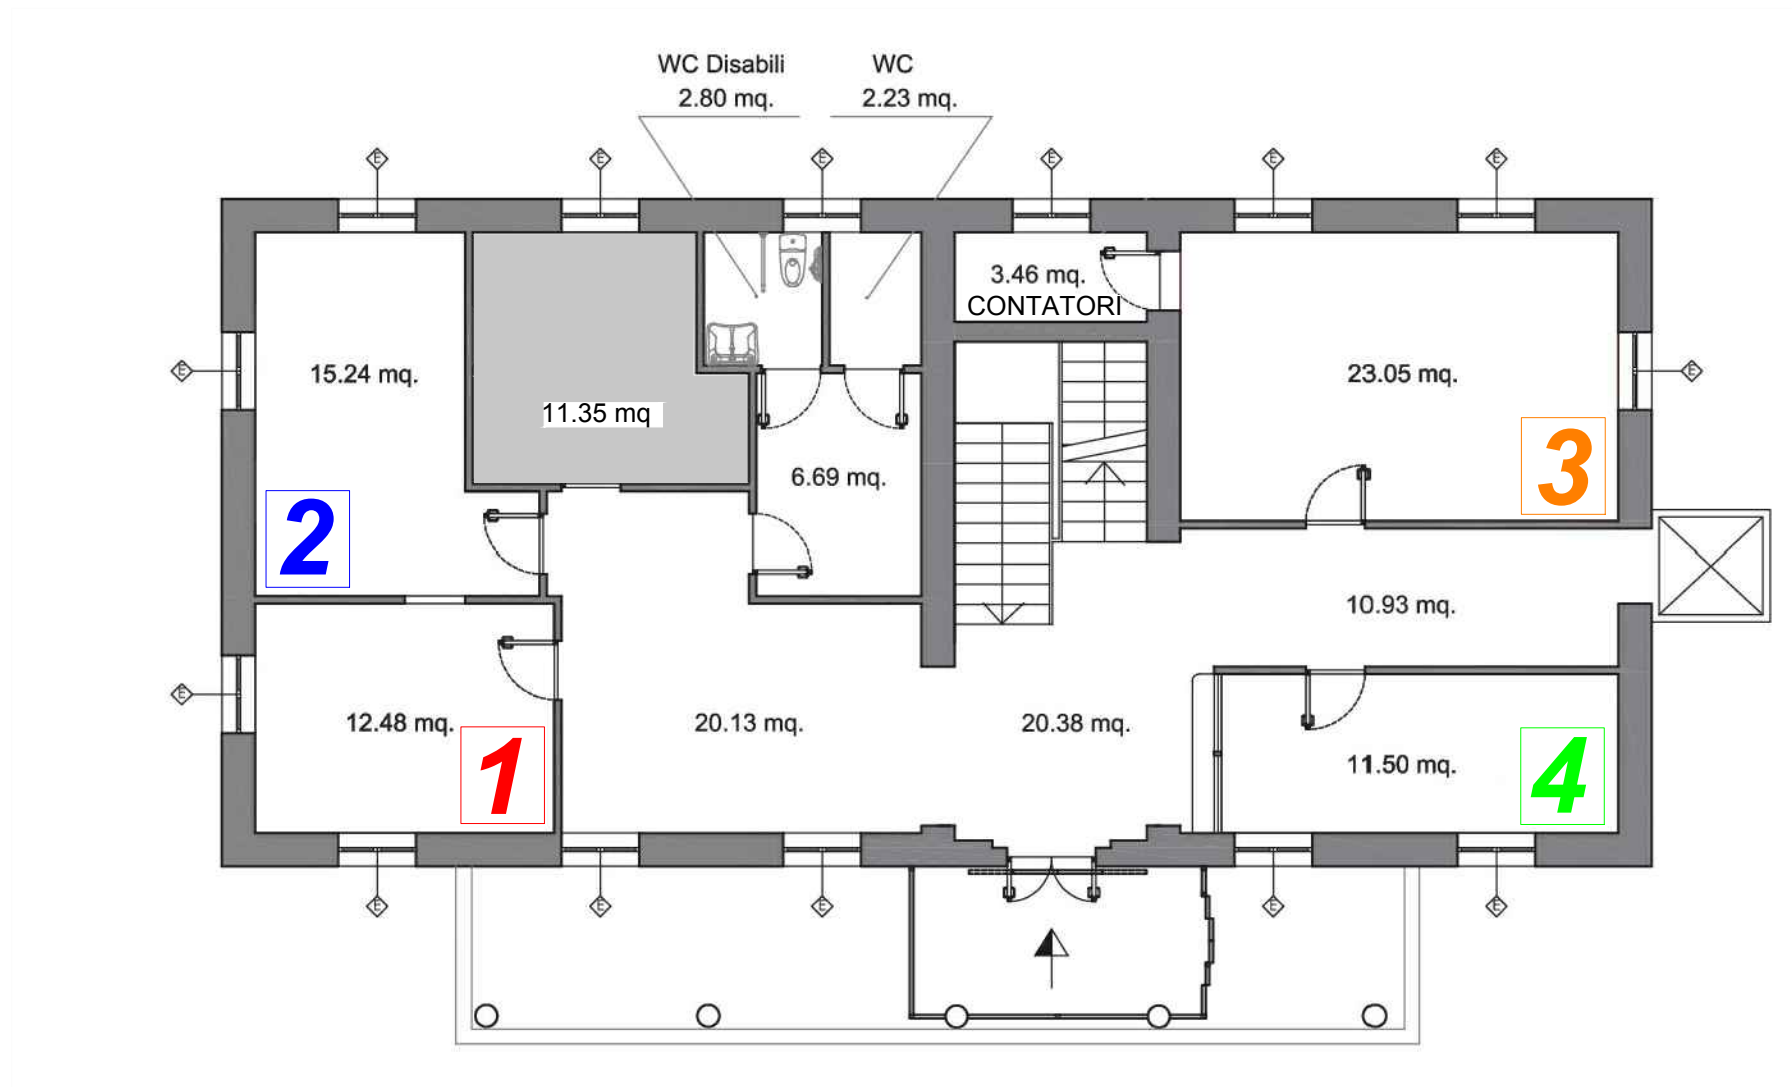 WC Disabili
2.80 mq.
WC
2.23 mq.
E
E
E
E
E
E
3.46 mq.
CONTATORI
15.24 mq.
E
23.05 mq.
E
11.35 mq
6.69 mq.
3
2
10.93 mq.
E
12.48 mq.
20.13 mq.
20.38 mq.
11.50 mq.
1
4
E
E
E
E
E